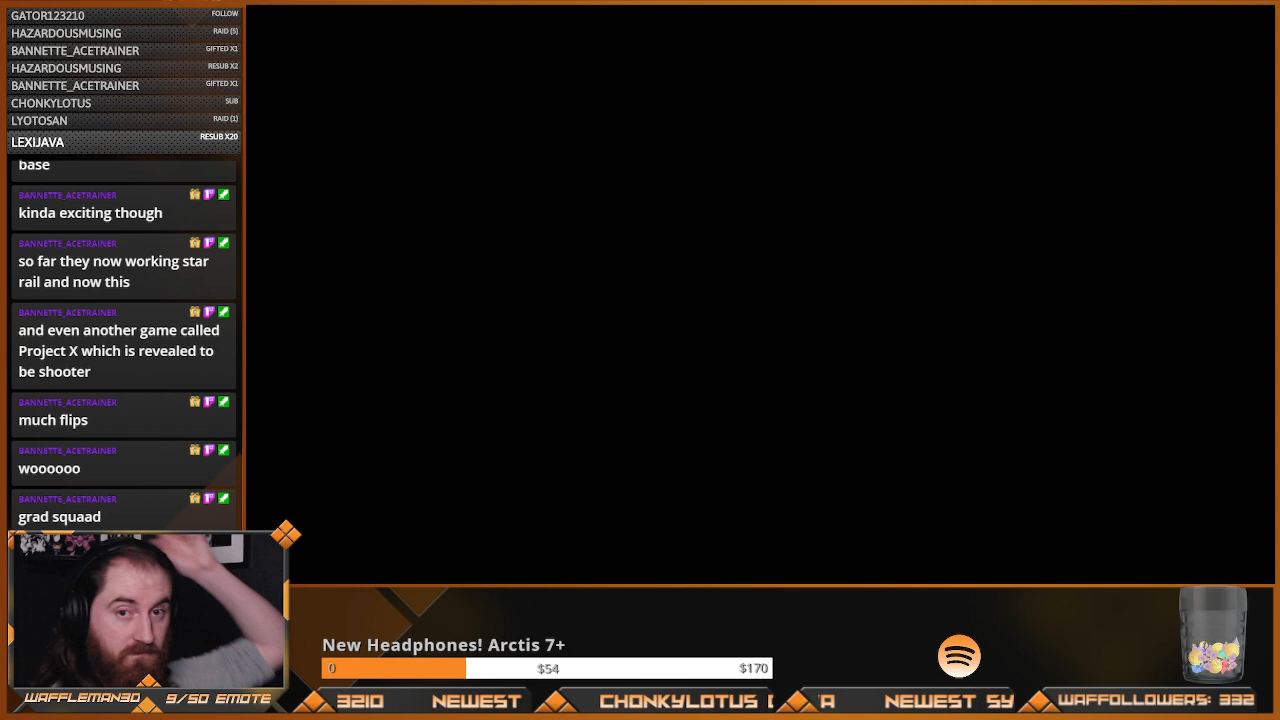 GATOR123210 FOLLOW
HAZARDOUSMUSING RAID (5)
BANNETTE_ACETRAINER GIFTED X1
HAZARDOUSMUSING RESUB X2
BANNETTE_ACETRAINER GIFTED X1
CHONKYLOTUS SUB
LYOTOSAN RAID (1)
LEXIJAVA RESUB X20
base
BANNETTE_ACETRAINER
kinda exciting though
BANNETTE_ACETRAINER
so far they now working star
rail and now this
BANNETTE_ACETRAINER
and even another game called
Project X which is revealed to
be shooter
BANNETTE_ACETRAINER
much flips
BANNETTE_ACETRAINER
woooooo
BANNETTE_ACETRAINER
grad squaad
New Headphones! Arctis 7+
0 $54 $170
WAFFLEMAN3D 9/50 EMOTE 3210 NEWEST CHONKYLOTUS NEWEST SY WAFFOLLOWERS: 332